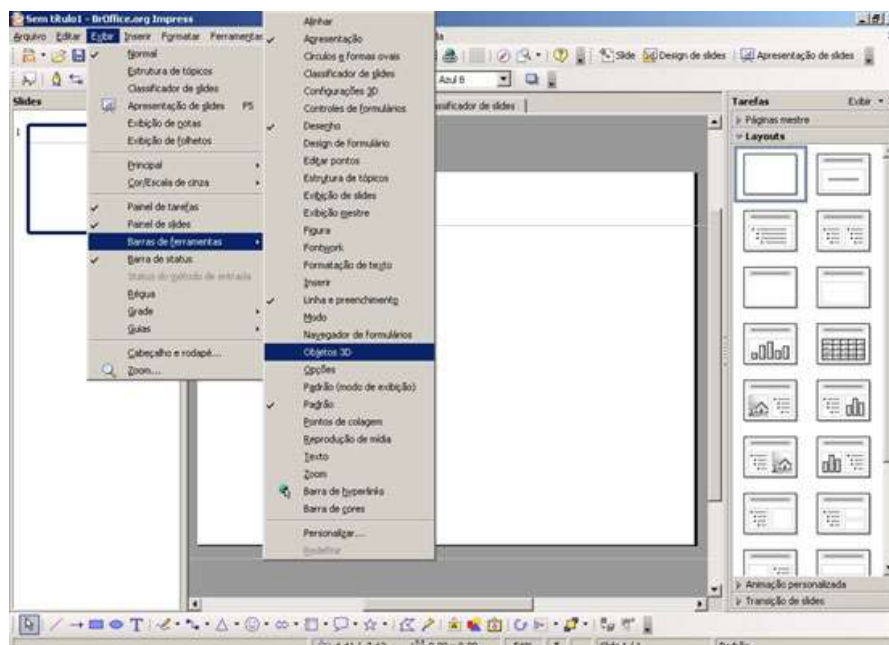 Sem título1 - BrOffice.org Impress
Arquivo Editar Exibir Inserir Formatar Ferramentas
Slide Design de slides Apresentação de slides
Azul 8
Normal
Estrutura de tópicos
Classificador de slides
Apresentação de slides F5
Exibição de notas
Exibição de folhetos
Principal
Cor/Escala de cinza
Painel de tarefas
Painel de slides
Barras de ferramentas
Barra de status
Status do método de entrada
Régua
Grade
Guias
Cabeçalho e rodapé...
Zoom...
Alinhar
Apresentação
Círculos e formas ovais
Classificador de slides
Configurações 3D
Controles de formulários
Desenho
Design de formulário
Editar pontos
Estrutura de tópicos
Exibição de slides
Exibição mestre
Figura
Fontwork
Formatação de texto
Inserir
Linha e preenchimento
Modo
Navegador de formulários
Objetos 3D
Opções
Padrão (modo de exibição)
Padrão
Pontos de colagem
Reprodução de mídia
Texto
Zoom
Barra de hyperlinks
Barra de cores
Personalizar...
Redefinir
Slides
1
de slides
Tarefas Exibir
Páginas mestre
Layouts
Animação personalizada
Transição de slides